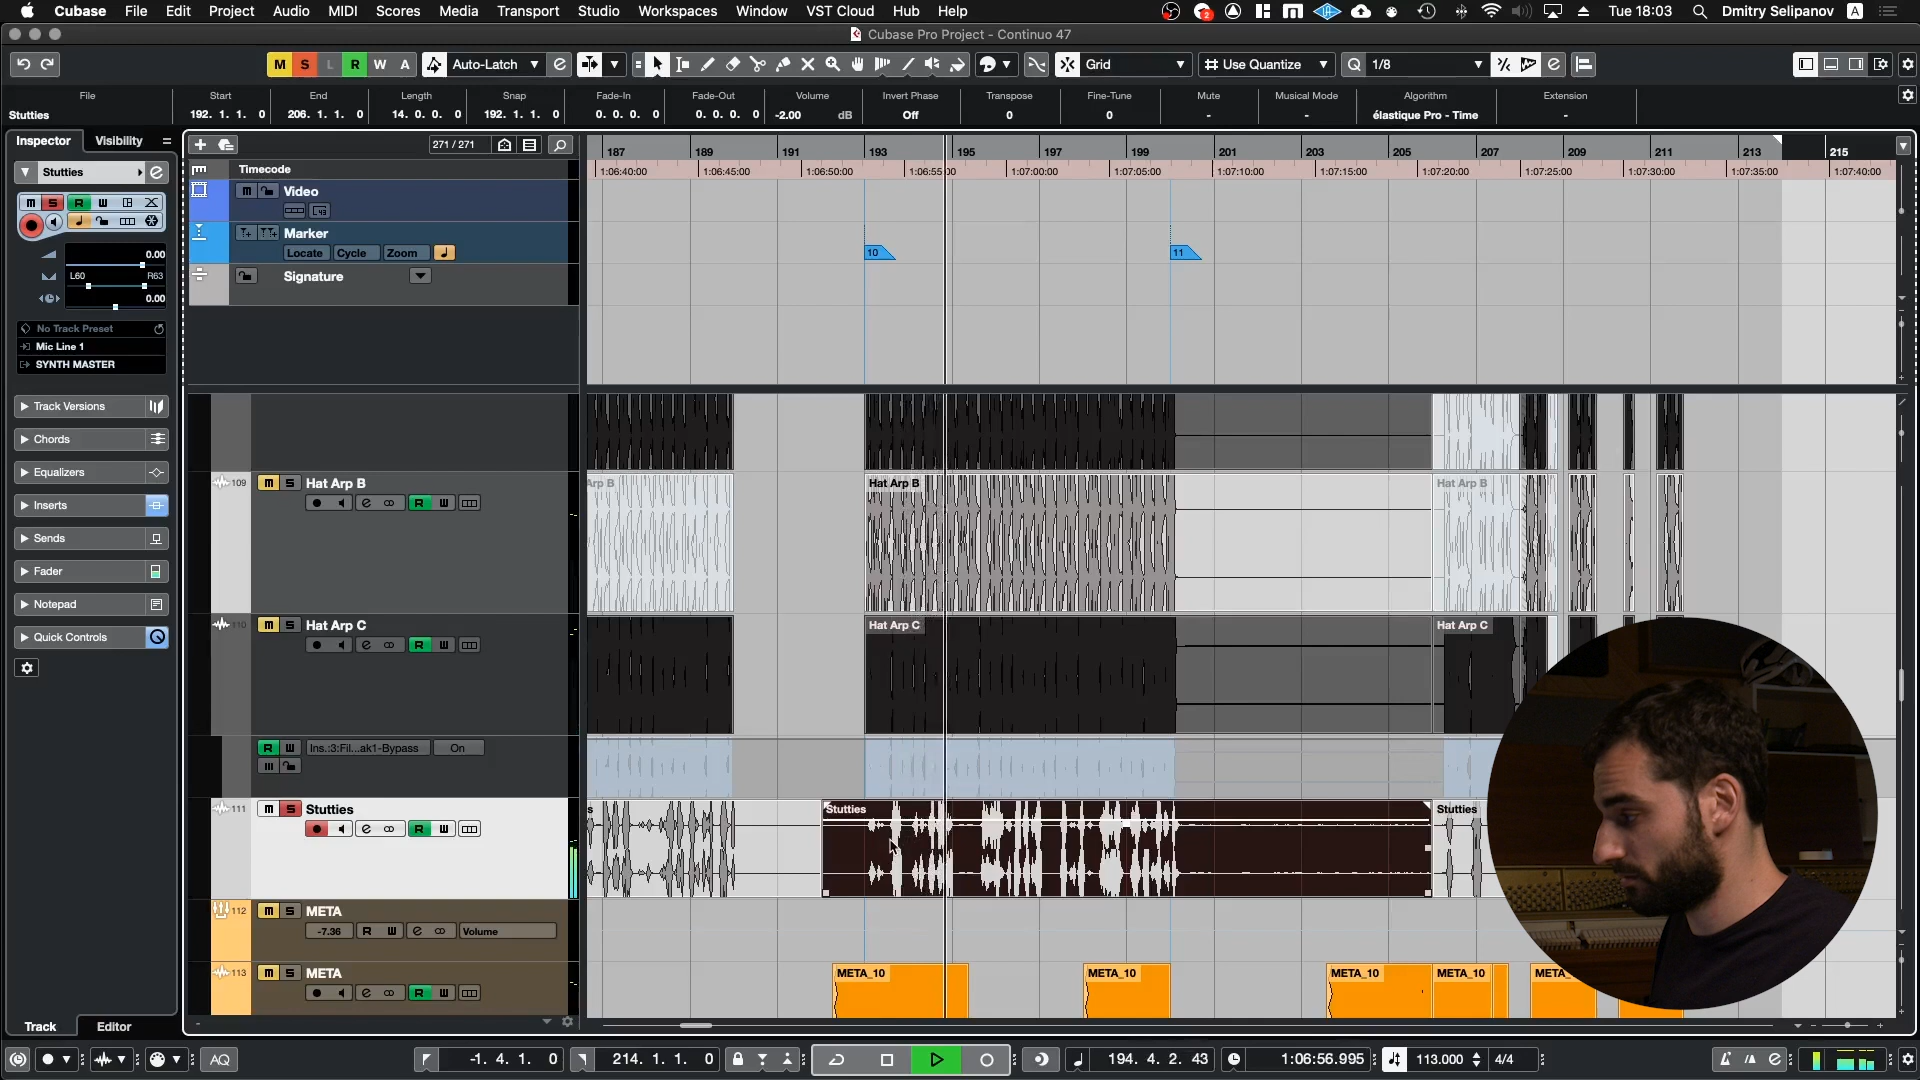 Cubase File Edit Project Audio MIDI Scores Media Transport Studio Workspaces Window VST Cloud Hub Help
2 Tue 18:03 Dmitry Selipanov A
Cubase Pro Project - Continuo 47
M S L R W A Auto-Latch Grid Use Quantize 1/8
File Start End Length Snap Fade-In Fade-Out Volume Invert Phase Transpose Fine-Tune Mute Musical Mode Algorithm Extension
Stutties 192. 1. 1. 0 206. 1. 1. 0 14. 0. 0. 0 192. 1. 1. 0 0. 0. 0. 0 0. 0. 0. 0 -2.00 dB Off 0 0 - - élastique Pro - Time -
Inspector Visibility
271 / 271
187 189 191 193 195 197 199 201 203 205 207 209 211 213 215
Timecode
1:06:40:00 1:06:45:00 1:06:50:00 1:06:55:00 1:07:00:00 1:07:05:00 1:07:10:00 1:07:15:00 1:07:20:00 1:07:25:00 1:07:30:00 1:07:35:00 1:07:40:00
Stutties
Video
Marker
Locate Cycle Zoom
10 11
Signature
0.00
L60 R63
0.00
No Track Preset
Mic Line 1
SYNTH MASTER
Track Versions
Chords
Equalizers
Inserts
Sends
Fader
Notepad
Quick Controls
109 M S Hat Arp B
R W
Arp B Hat Arp B Hat Arp B
110 M S Hat Arp C
R W
Hat Arp C Hat Arp C
R W Ins.:3:Fil...ak1-Bypass On
111 M S Stutties
R W
s Stutties Stutties
112 M S META
-7.36 R W Volume
113 M S META
R W
META_10 META_10 META_10 META_10
Track Editor
AQ -1. 4. 1. 0 214. 1. 1. 0 194. 4. 2. 43 1:06:56.995 113.000 4/4